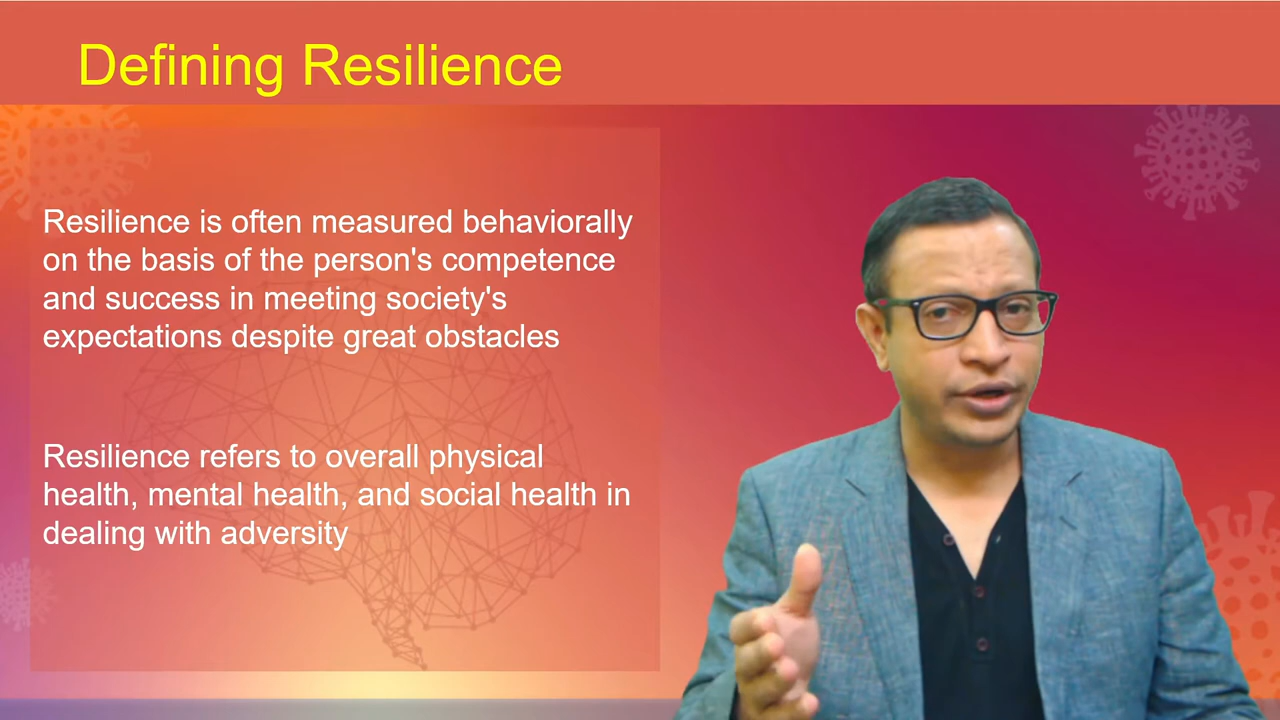 Defining Resilience
Resilience is often measured behaviorally
on the basis of the person's competence
and success in meeting society's
expectations despite great obstacles
Resilience refers to overall physical
health, mental health, and social health in
dealing with adversity